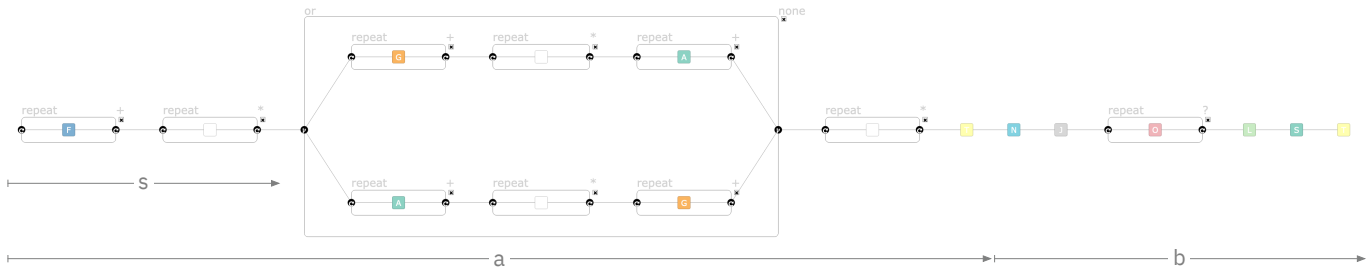 or none
repeat + repeat * repeat +
G A
repeat + repeat * repeat * repeat ?
F N J O L S
s
repeat + repeat * repeat +
A G
a b